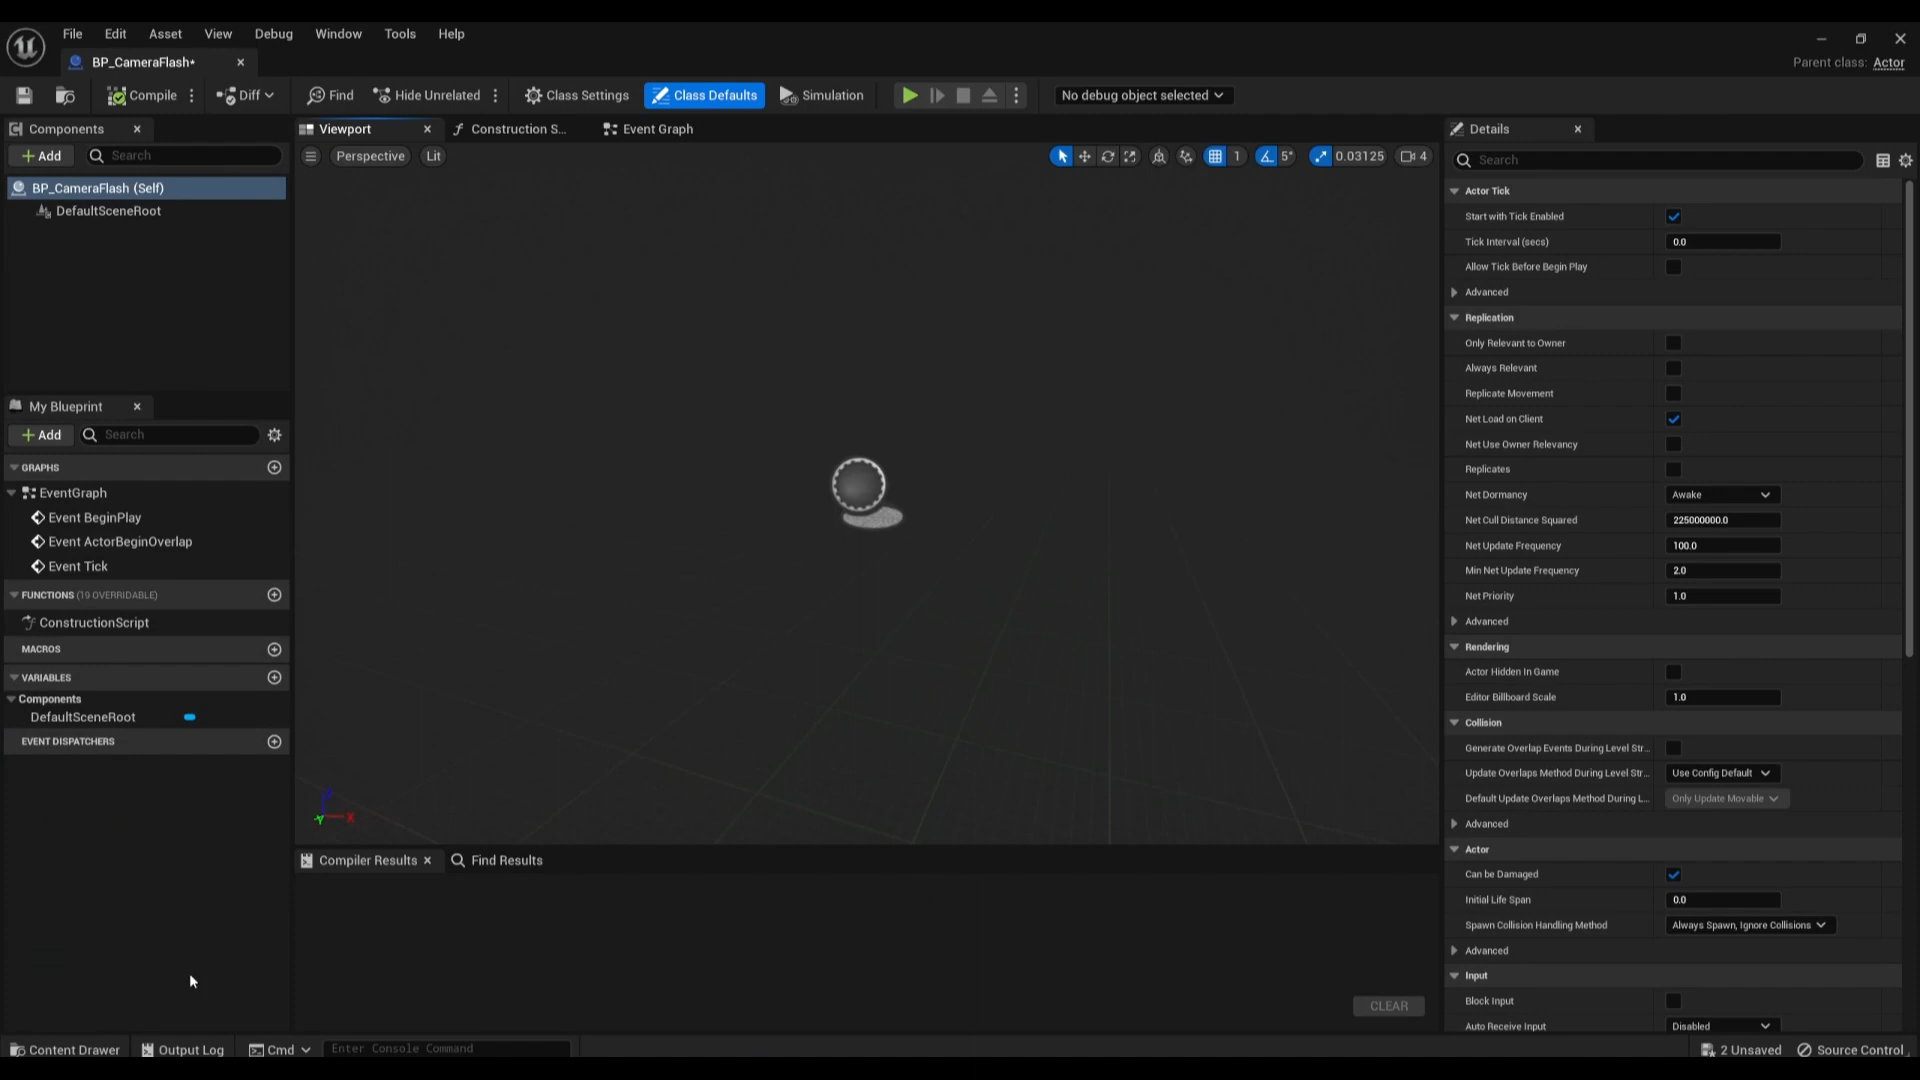 File Edit Asset View Debug Window Tools Help
BP_CameraFlash*
Parent class: Actor
Compile Diff Find Hide Unrelated Class Settings Class Defaults Simulation No debug object selected
Components
Add Search
BP_CameraFlash (Self)
DefaultSceneRoot
My Blueprint
Add Search
GRAPHS
EventGraph
Event BeginPlay
Event ActorBeginOverlap
Event Tick
FUNCTIONS (19 OVERRIDABLE)
ConstructionScript
MACROS
VARIABLES
Components
DefaultSceneRoot
EVENT DISPATCHERS
Viewport Construction S... Event Graph
Perspective Lit 1 5° 0.03125 4
Z
Y X
Compiler Results Find Results
CLEAR
Details
Search
Actor Tick
Start with Tick Enabled
Tick Interval (secs) 0.0
Allow Tick Before Begin Play
Advanced
Replication
Only Relevant to Owner
Always Relevant
Replicate Movement
Net Load on Client
Net Use Owner Relevancy
Replicates
Net Dormancy Awake
Net Cull Distance Squared 225000000.0
Net Update Frequency 100.0
Min Net Update Frequency 2.0
Net Priority 1.0
Advanced
Rendering
Actor Hidden In Game
Editor Billboard Scale 1.0
Collision
Generate Overlap Events During Level Str...
Update Overlaps Method During Level Str... Use Config Default
Default Update Overlaps Method During L... Only Update Movable
Advanced
Actor
Can be Damaged
Initial Life Span 0.0
Spawn Collision Handling Method Always Spawn, Ignore Collisions
Advanced
Input
Block Input
Auto Receive Input Disabled
Content Drawer Output Log Cmd Enter Console Command 2 Unsaved Source Control